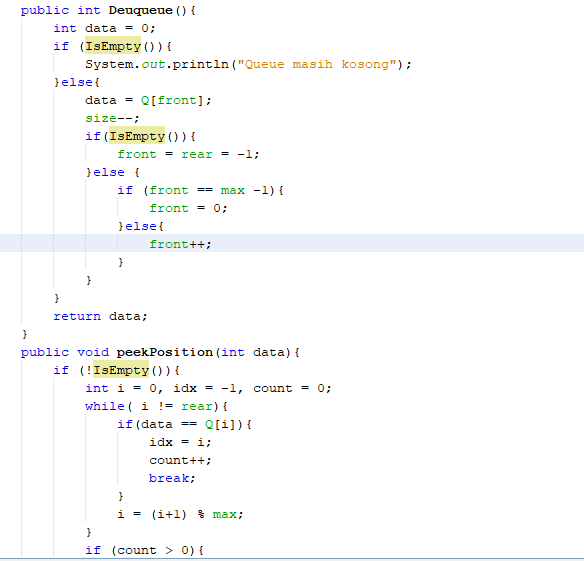 public int Deuqueue(){
int data = 0;
if (IsEmpty()){
System.out.println("Queue masih kosong");
}else{
data = Q[front];
size--;
if(IsEmpty()){
front = rear = -1;
}else {
if (front == max -1){
front = 0;
}else{
front++;
}
}
}
return data;
}
public void peekPosition(int data){
if (!IsEmpty()){
int i = 0, idx = -1, count = 0;
while( i != rear){
if(data == Q[i]){
idx = i;
count++;
break;
}
i = (i+1) % max;
}
if (count > 0){